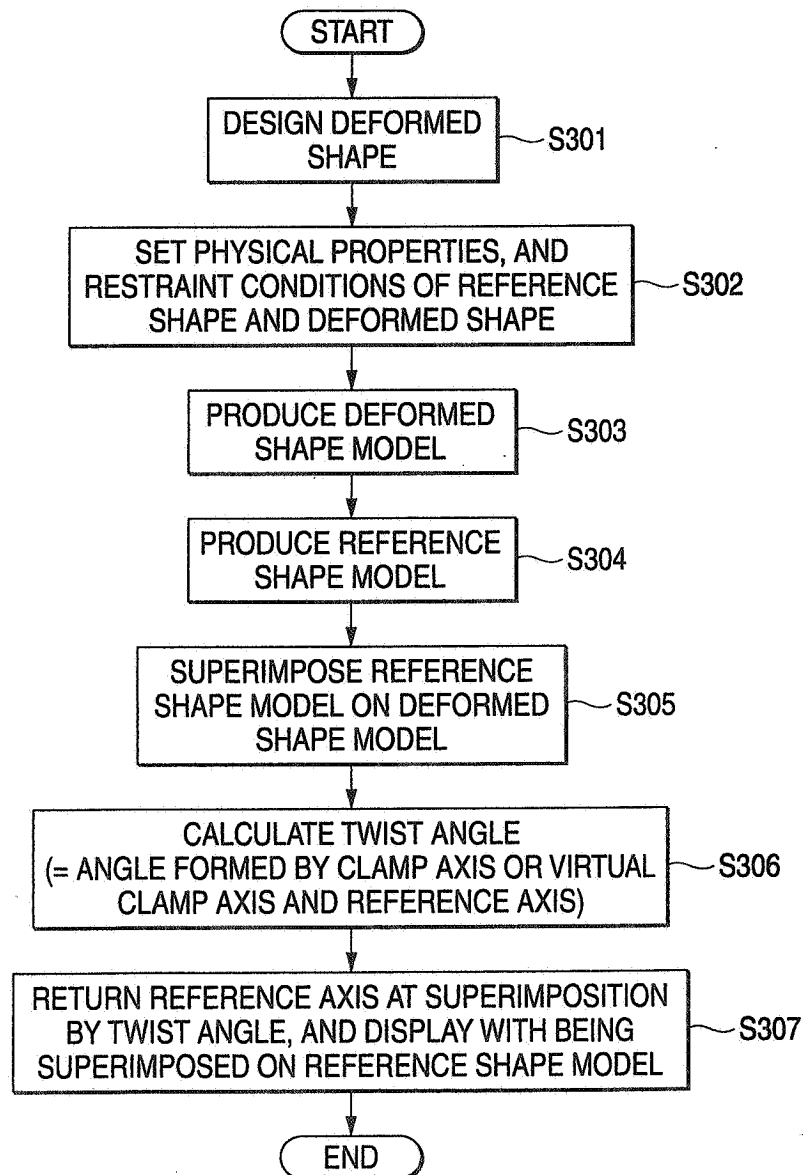 START
DESIGN DEFORMED
SHAPE
S301
SET PHYSICAL PROPERTIES, AND
RESTRAINT CONDITIONS OF REFERENCE
SHAPE AND DEFORMED SHAPE
S302
PRODUCE DEFORMED
SHAPE MODEL
S303
PRODUCE REFERENCE
SHAPE MODEL
S304
SUPERIMPOSE REFERENCE
SHAPE MODEL ON DEFORMED
SHAPE MODEL
S305
CALCULATE TWIST ANGLE
(= ANGLE FORMED BY CLAMP AXIS OR VIRTUAL
CLAMP AXIS AND REFERENCE AXIS)
S306
RETURN REFERENCE AXIS AT SUPERIMPOSITION
BY TWIST ANGLE, AND DISPLAY WITH BEING
SUPERIMPOSED ON REFERENCE SHAPE MODEL
S307
END